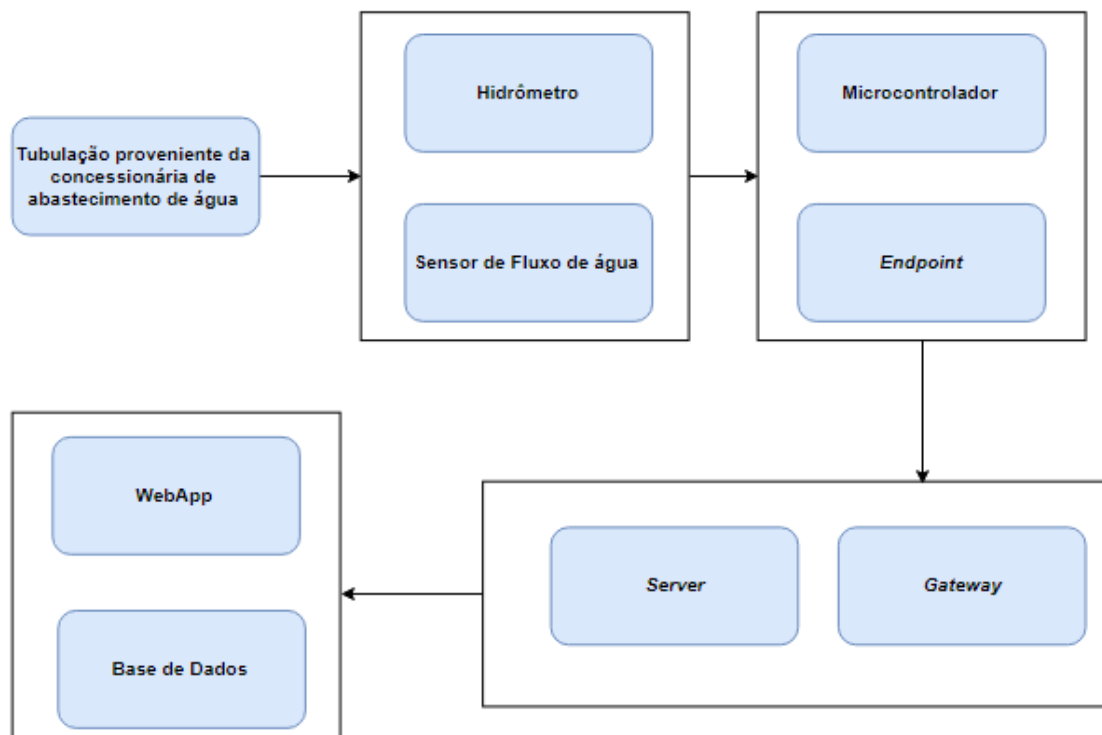 Tubulação proveniente da
concessionária de
abastecimento de água
Hidrômetro
Sensor de Fluxo de água
Microcontrolador
Endpoint
Server
Gateway
WebApp
Base de Dados